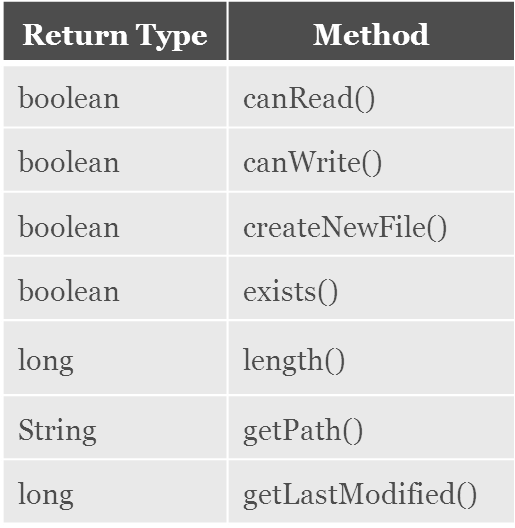 Return Type Method
boolean canRead()
boolean canWrite()
boolean createNewFile()
boolean exists()
long length()
String getPath()
long getLastModified()